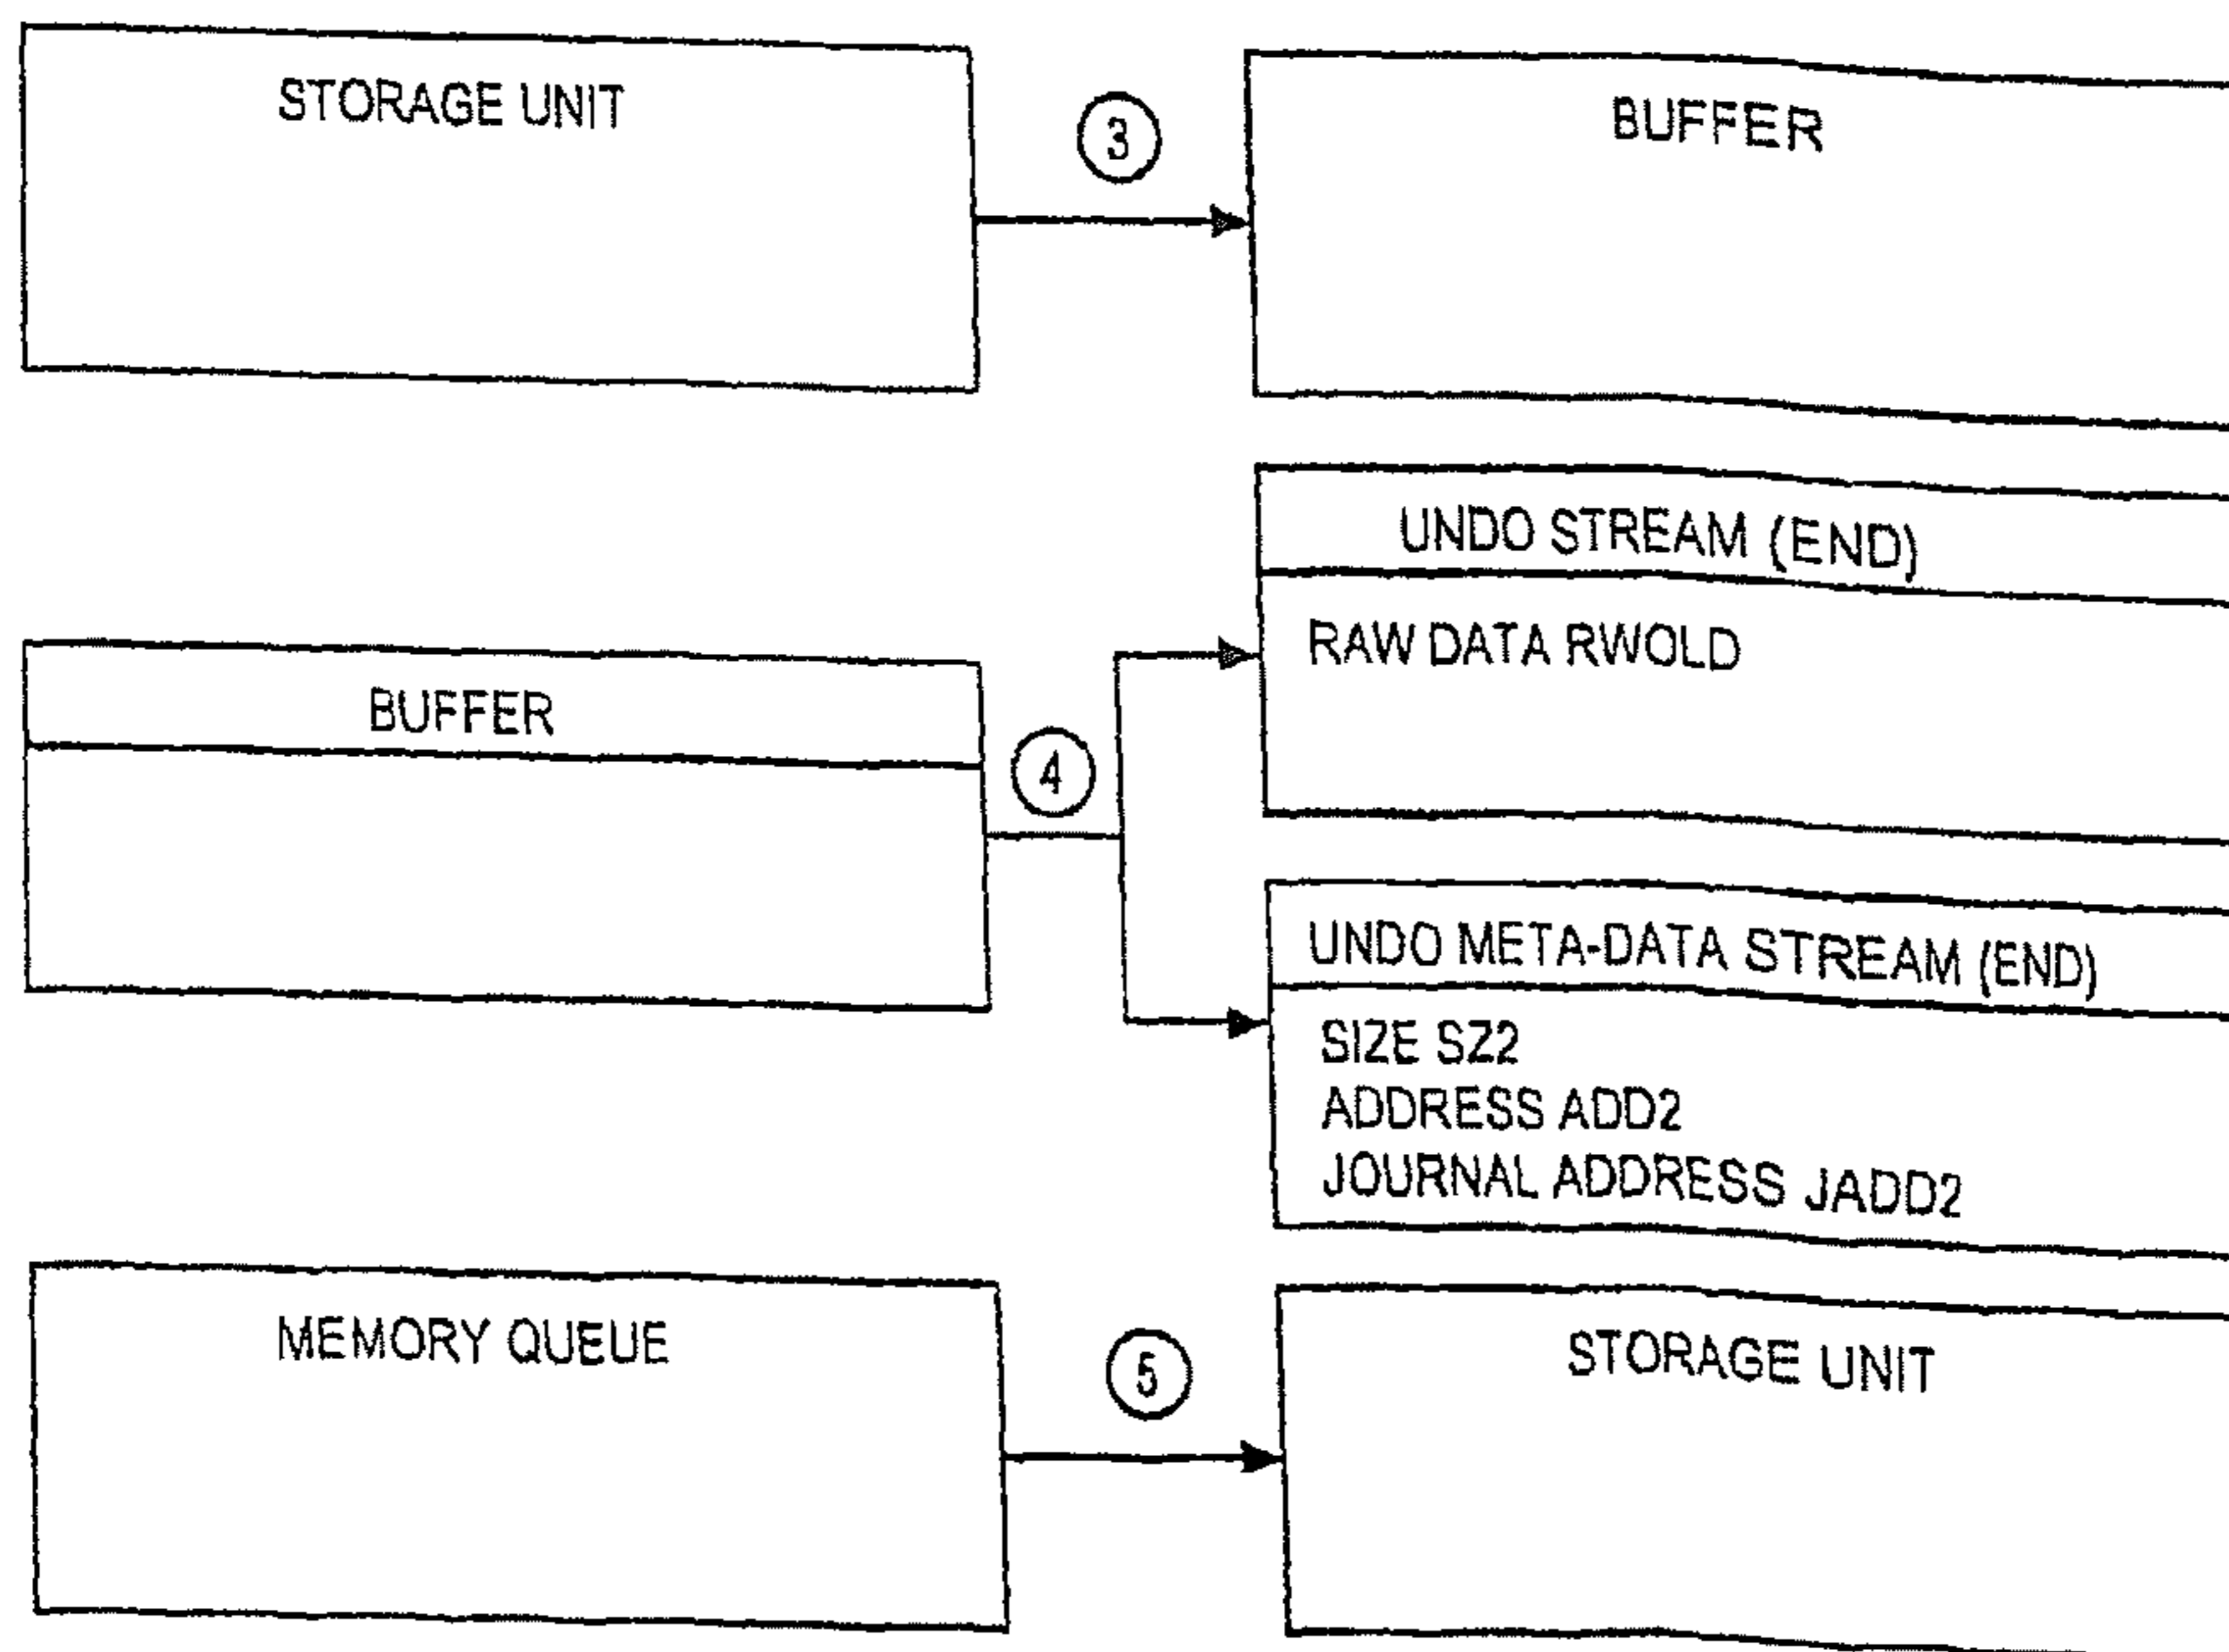 STORAGE UNIT
3
BUFFER
UNDO STREAM (END)
RAW DATA RWOLD
BUFFER
4
UNDO META-DATA STREAM (END)
SIZE SZ2
ADDRESS ADD2
JOURNAL ADDRESS JADD2
MEMORY QUEUE
5
STORAGE UNIT